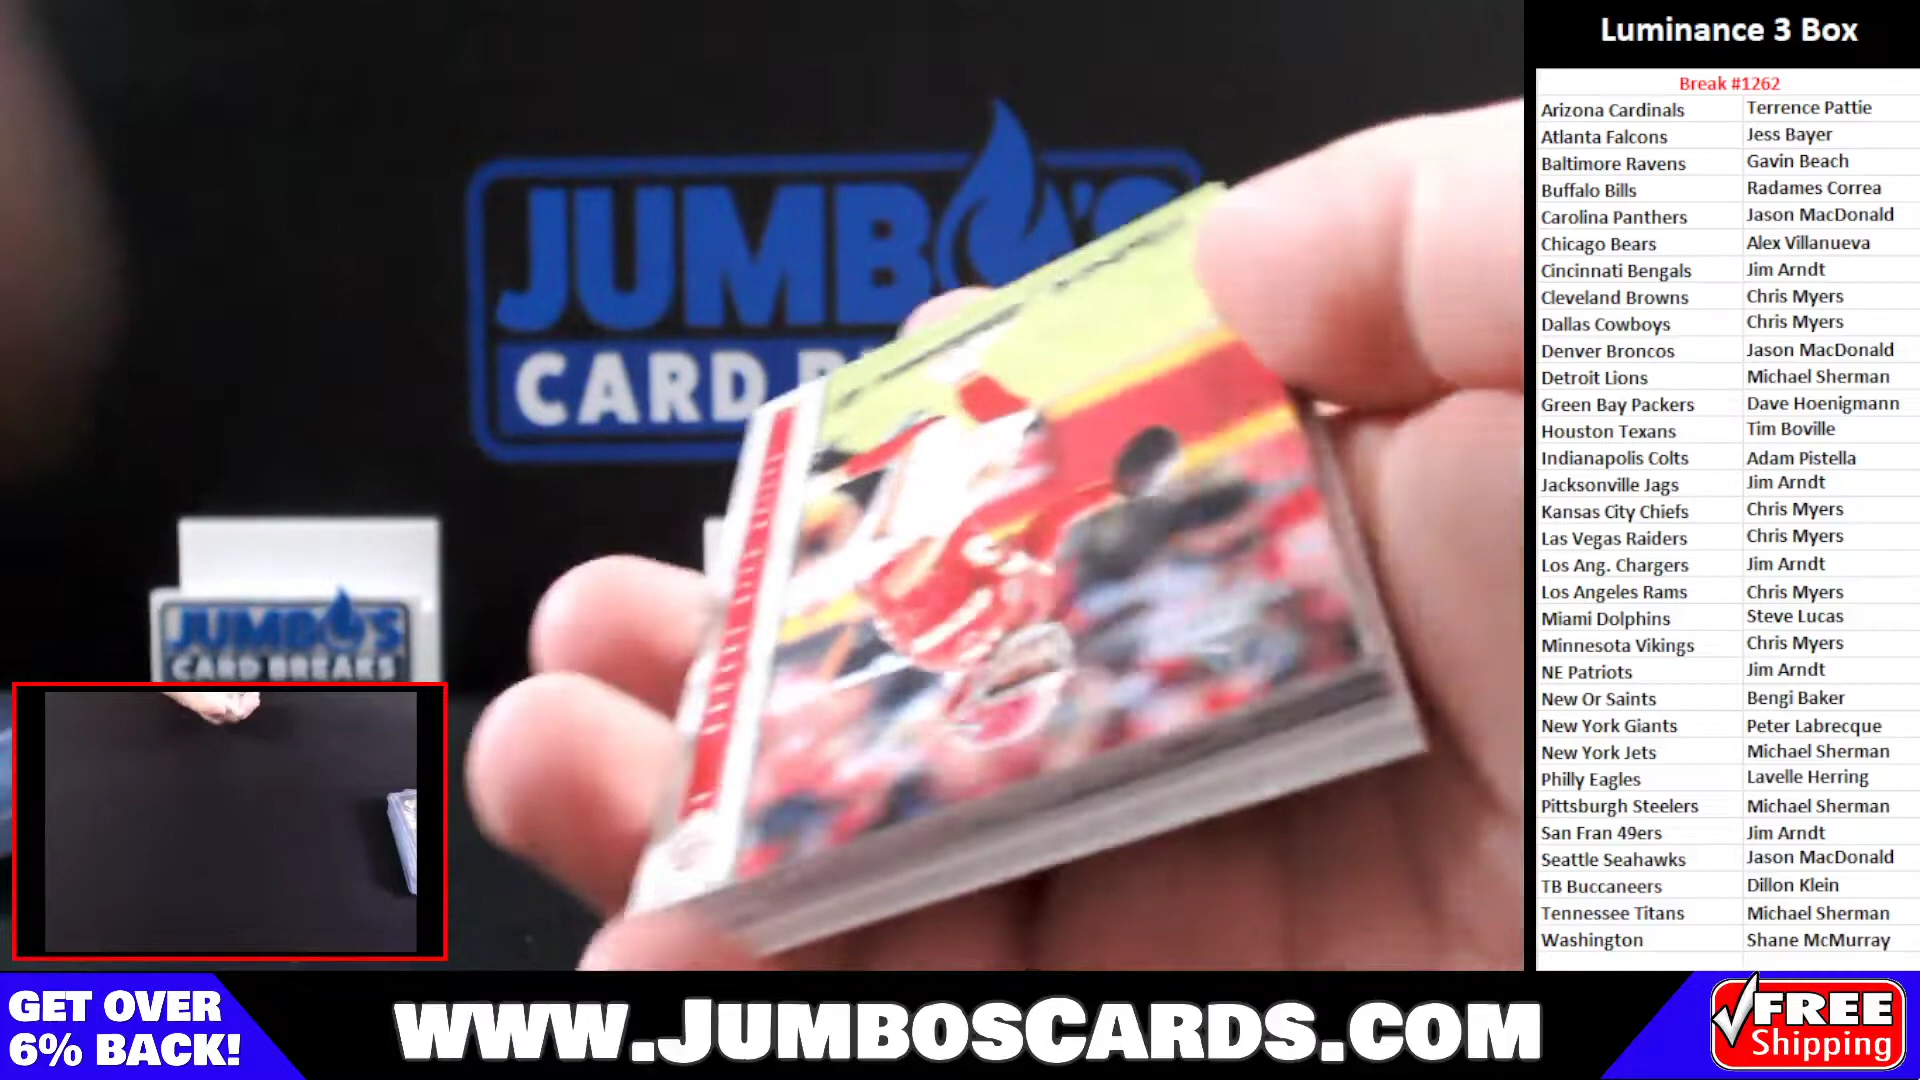 Luminance 3 Box
Break #1262
Arizona Cardinals Terrence Pattie
Atlanta Falcons Jess Bayer
Baltimore Ravens Gavin Beach
Buffalo Bills Radames Correa
Carolina Panthers Jason MacDonald
Chicago Bears Alex Villanueva
Cincinnati Bengals Jim Arndt
Cleveland Browns Chris Myers
Dallas Cowboys Chris Myers
Denver Broncos Jason MacDonald
Detroit Lions Michael Sherman
Green Bay Packers Dave Hoenigmann
Houston Texans Tim Boville
Indianapolis Colts Adam Pistella
Jacksonville Jags Jim Arndt
Kansas City Chiefs Chris Myers
Las Vegas Raiders Chris Myers
Los Ang. Chargers Jim Arndt
Los Angeles Rams Chris Myers
Miami Dolphins Steve Lucas
Minnesota Vikings Chris Myers
NE Patriots Jim Arndt
New Or Saints Bengi Baker
New York Giants Peter Labrecque
New York Jets Michael Sherman
Philly Eagles Lavelle Herring
Pittsburgh Steelers Michael Sherman
San Fran 49ers Jim Arndt
Seattle Seahawks Jason MacDonald
TB Buccaneers Dillon Klein
Tennessee Titans Michael Sherman
Washington Shane McMurray
JUMBO'S
CARD
JUMBO'S
CARD BREAKS
GET OVER
6% BACK!
WWW.JUMBOSCARDS.COM
FREE
Shipping